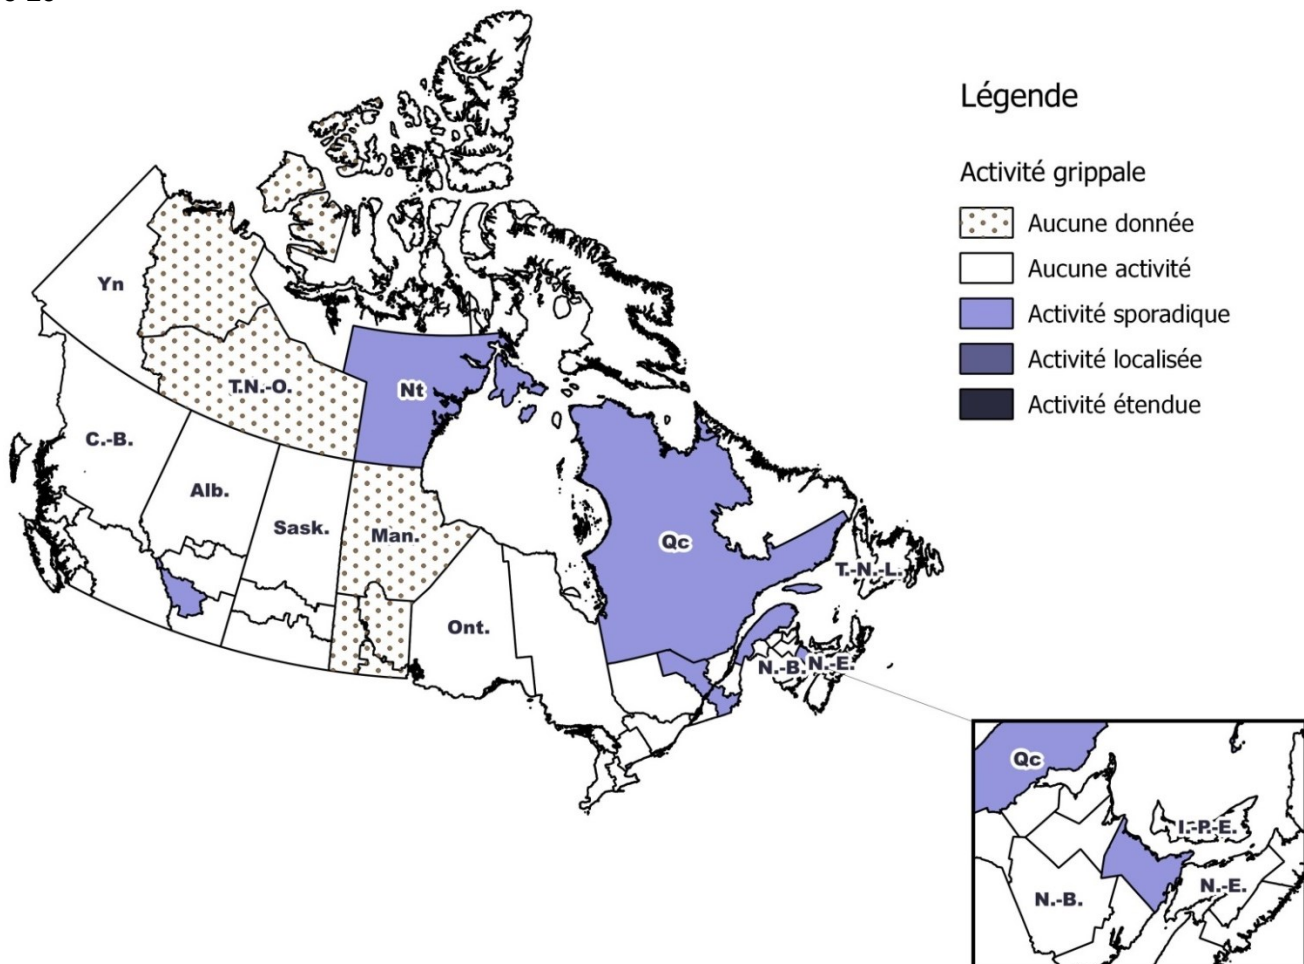 Légende
Activité grippale
Aucune donnée
Aucune activité
Activité sporadique
Activité localisée
Activité étendue
Yn
T.N.-O.
Nt
C.-B.
Alb.
Sask.
Man.
Qc
T.-N.-L.
Ont.
N.-B.
N.-E.
Qc
I.-P.-E.
N.-E.
N.-B.